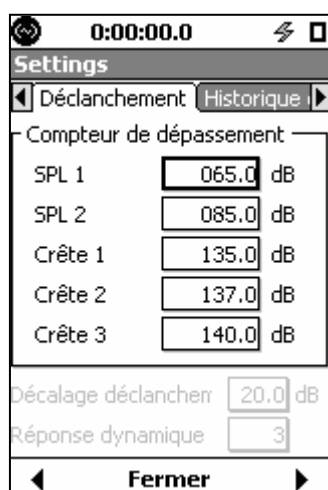 0:00:00.0
Settings
Déclanchement Historique
Compteur de dépassement
SPL 1 065.0 dB
SPL 2 085.0 dB
Crête 1 135.0 dB
Crête 2 137.0 dB
Crête 3 140.0 dB
Décalage déclanchem 20.0 dB
Réponse dynamique 3
Fermer